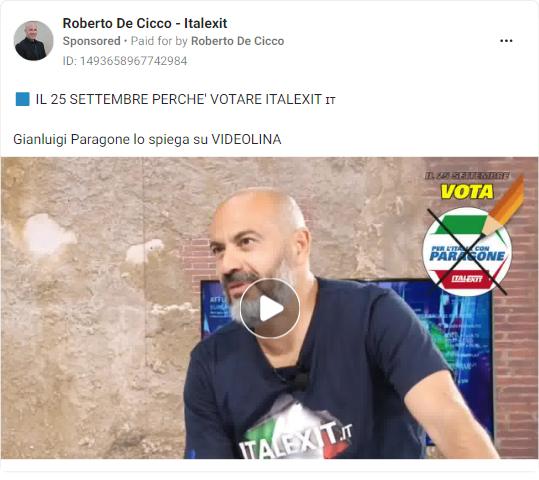 Roberto De Cicco - Italexit
Sponsored • Paid for by Roberto De Cicco
ID: 1493658967742984
IL 25 SETTEMBRE PERCHE' VOTARE ITALEXIT IT
Gianluigi Paragone lo spiega su VIDEOLINA
IL 25 SETTEMBRE
VOTA
PER L'ITALIA CON
PARAGONE
ITALEXIT
ITALEXIT.IT